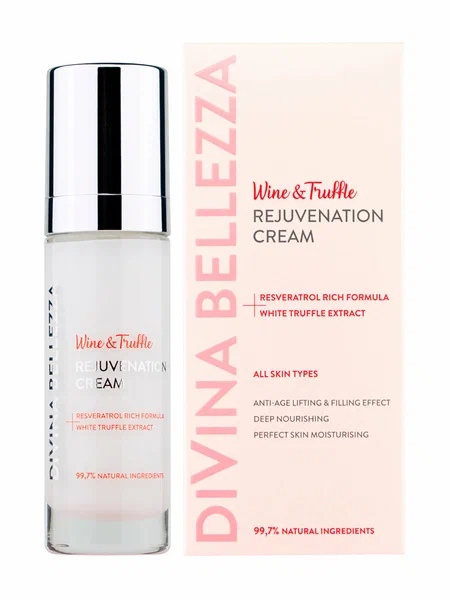 DIVINA BELLEZZA
Wine & Truffle
REJUVENATION
CREAM
RESVERATROL RICH FORMULA
WHITE TRUFFLE EXTRACT
99,7% NATURAL INGREDIENTS
DIVINA BELLEZZA
Wine & Truffle
REJUVENATION
CREAM
RESVERATROL RICH FORMULA
WHITE TRUFFLE EXTRACT
ALL SKIN TYPES
ANTI-AGE LIFTING & FILLING EFFECT
DEEP NOURISHING
PERFECT SKIN MOISTURISING
99,7% NATURAL INGREDIENTS